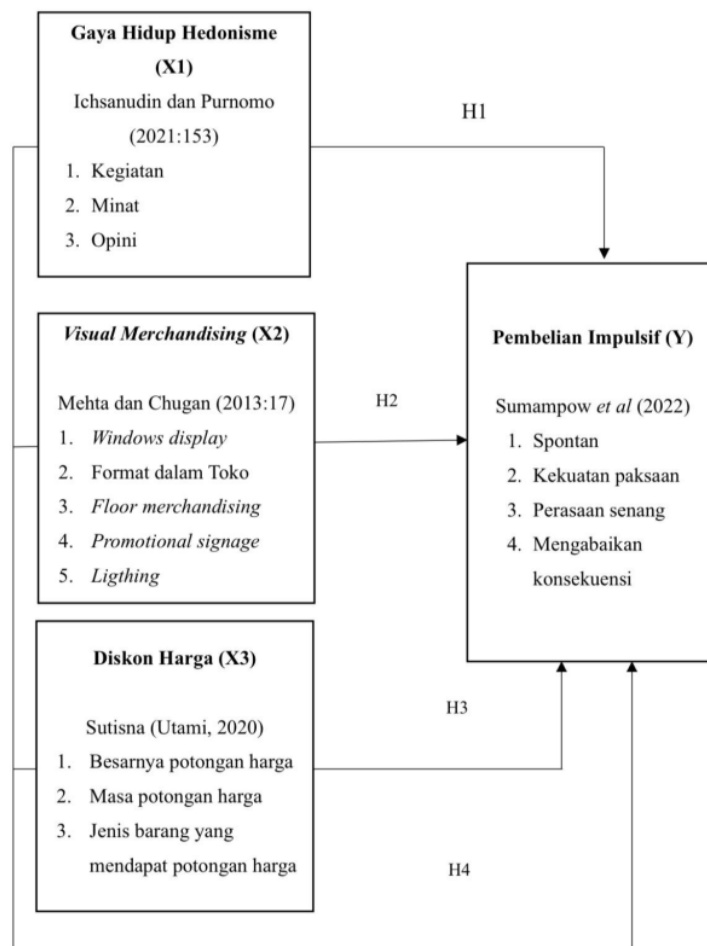 Gaya Hidup Hedonisme
(X1)
Ichsanudin dan Purnomo
(2021:153)
1. Kegiatan
2. Minat
3. Opini
H1
Visual Merchandising (X2)
Mehta dan Chugan (2013:17)
1. Windows display
2. Format dalam Toko
3. Floor merchandising
4. Promotional signage
5. Ligthing
H2
Pembelian Impulsif (Y)
Sumampow et al (2022)
1. Spontan
2. Kekuatan paksaan
3. Perasaan senang
4. Mengabaikan
konsekuensi
Diskon Harga (X3)
Sutisna (Utami, 2020)
1. Besarnya potongan harga
2. Masa potongan harga
3. Jenis barang yang
mendapat potongan harga
H3
H4